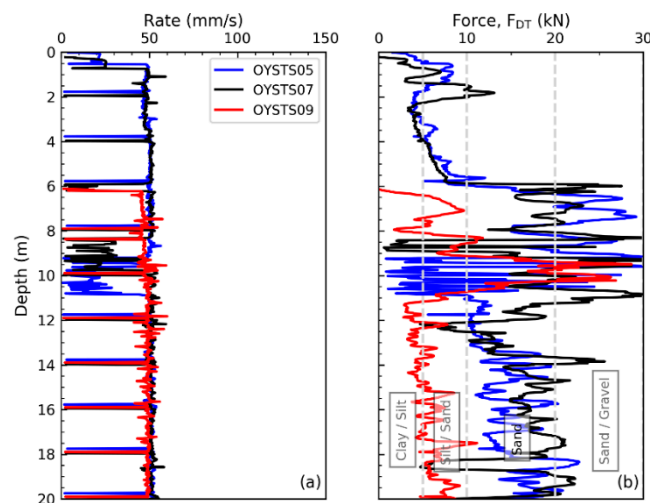 Rate (mm/s)
0 50 100 150
Depth (m)
0
2
4
6
8
10
12
14
16
18
20
OYSTS05
OYSTS07
OYSTS09
(a)
Force, F_DT (kN)
0 10 20 30
Clay / Silt
Silt / Sand
Sand
Sand / Gravel
(b)